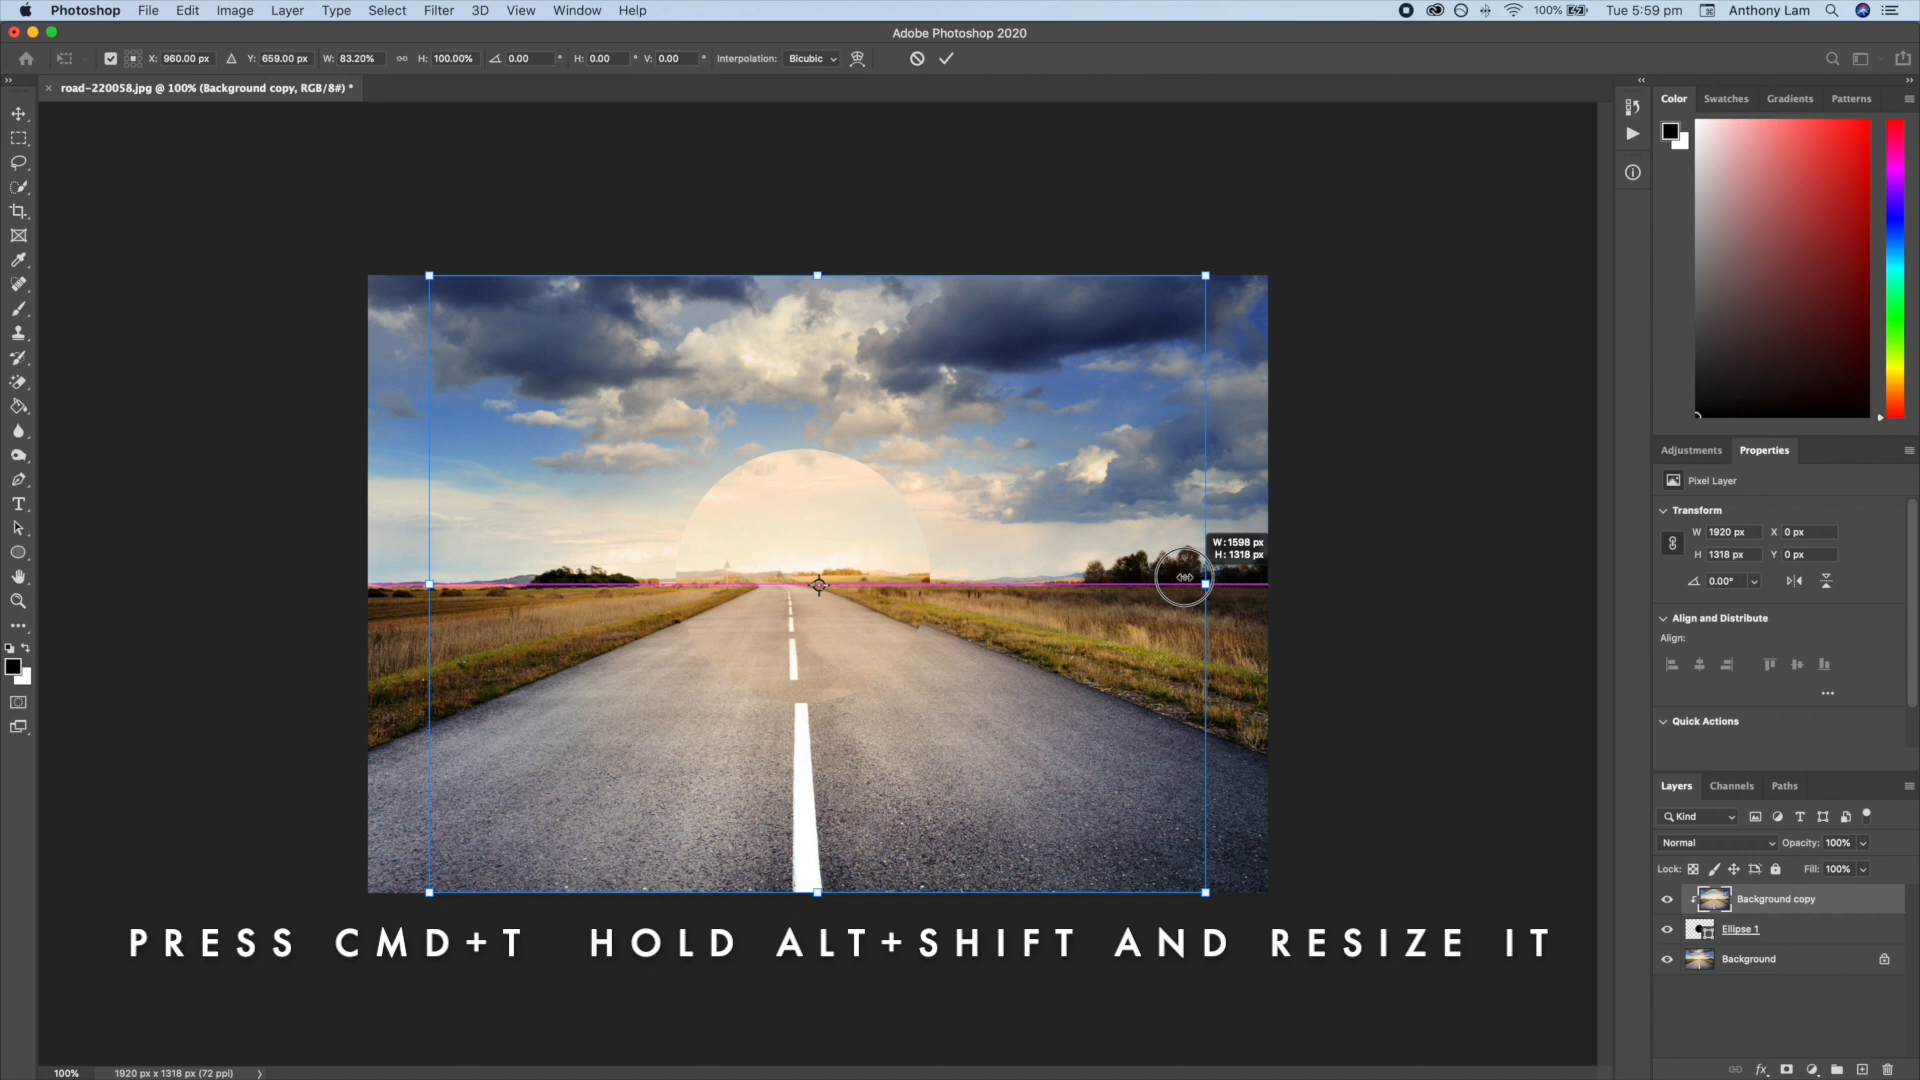 Photoshop File Edit Image Layer Type Select Filter 3D View Window Help 100% Tue 5:59 pm Anthony Lam
Adobe Photoshop 2020
X: 960.00 px Y: 659.00 px W: 83.20% H: 100.00% 0.00 ° H: 0.00 ° V: 0.00 ° Interpolation: Bicubic
× road-220058.jpg @ 100% (Background copy, RGB/8#) *
Color Swatches Gradients Patterns
Adjustments Properties
Pixel Layer
Transform
W 1920 px X 0 px
H 1318 px Y 0 px
0.00°
W: 1598 px
H: 1318 px
Align and Distribute
Align:
Quick Actions
Layers Channels Paths
Kind
Normal Opacity: 100%
Lock: Fill: 100%
Background copy
Ellipse 1
Background
PRESS CMD+T HOLD ALT+SHIFT AND RESIZE IT
100% 1920 px x 1318 px (72 ppi)
fx